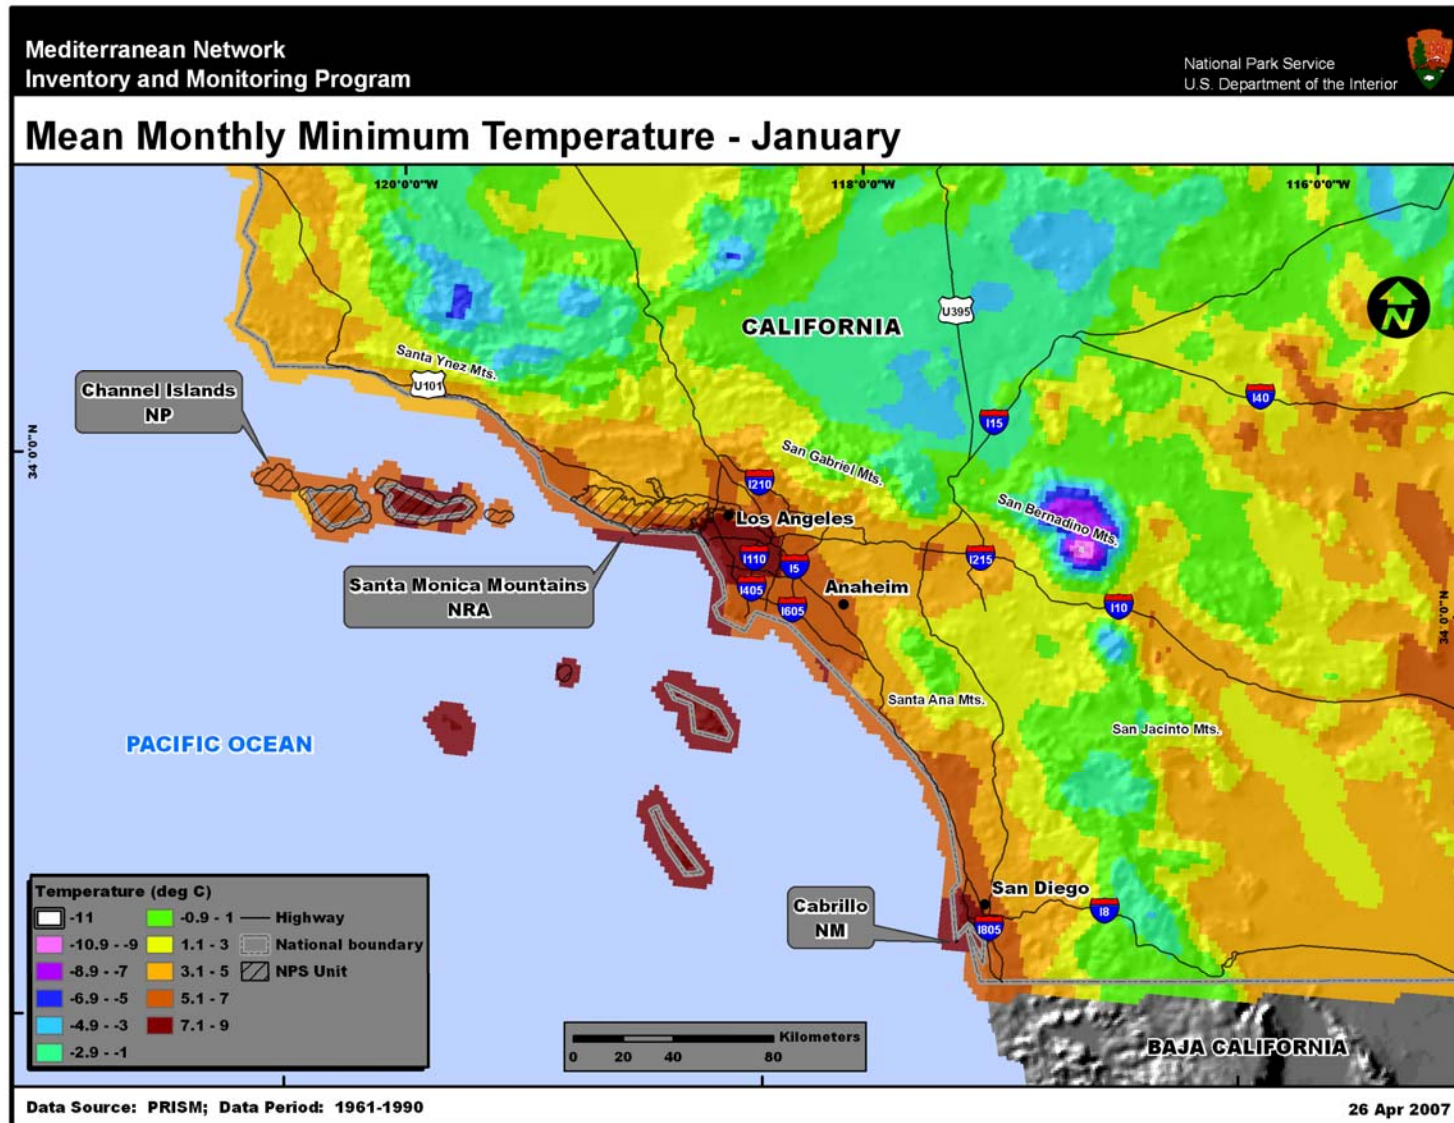 Mediterranean Network
Inventory and Monitoring Program
National Park Service
U.S. Department of the Interior
Mean Monthly Minimum Temperature - January
120°0'0"W
118°0'0"W
116°0'0"W
N
CALIFORNIA
U395
Santa Ynez Mts.
U101
Channel Islands
NP
I40
I15
34°0'0"N
San Gabriel Mts.
I210
San Bernadino Mts.
Los Angeles
I110
I5
I215
Santa Monica Mountains
NRA
I405
I605
Anaheim
I10
34°0'0"N
Santa Ana Mts.
San Jacinto Mts.
PACIFIC OCEAN
San Diego
Cabrillo
NM
I8
I805
Temperature (deg C)
-11
-10.9 - -9
-8.9 - -7
-6.9 - -5
-4.9 - -3
-2.9 - -1
-0.9 - 1
1.1 - 3
3.1 - 5
5.1 - 7
7.1 - 9
Highway
National boundary
NPS Unit
Kilometers
0 20 40 80
BAJA CALIFORNIA
Data Source: PRISM; Data Period: 1961-1990
26 Apr 2007